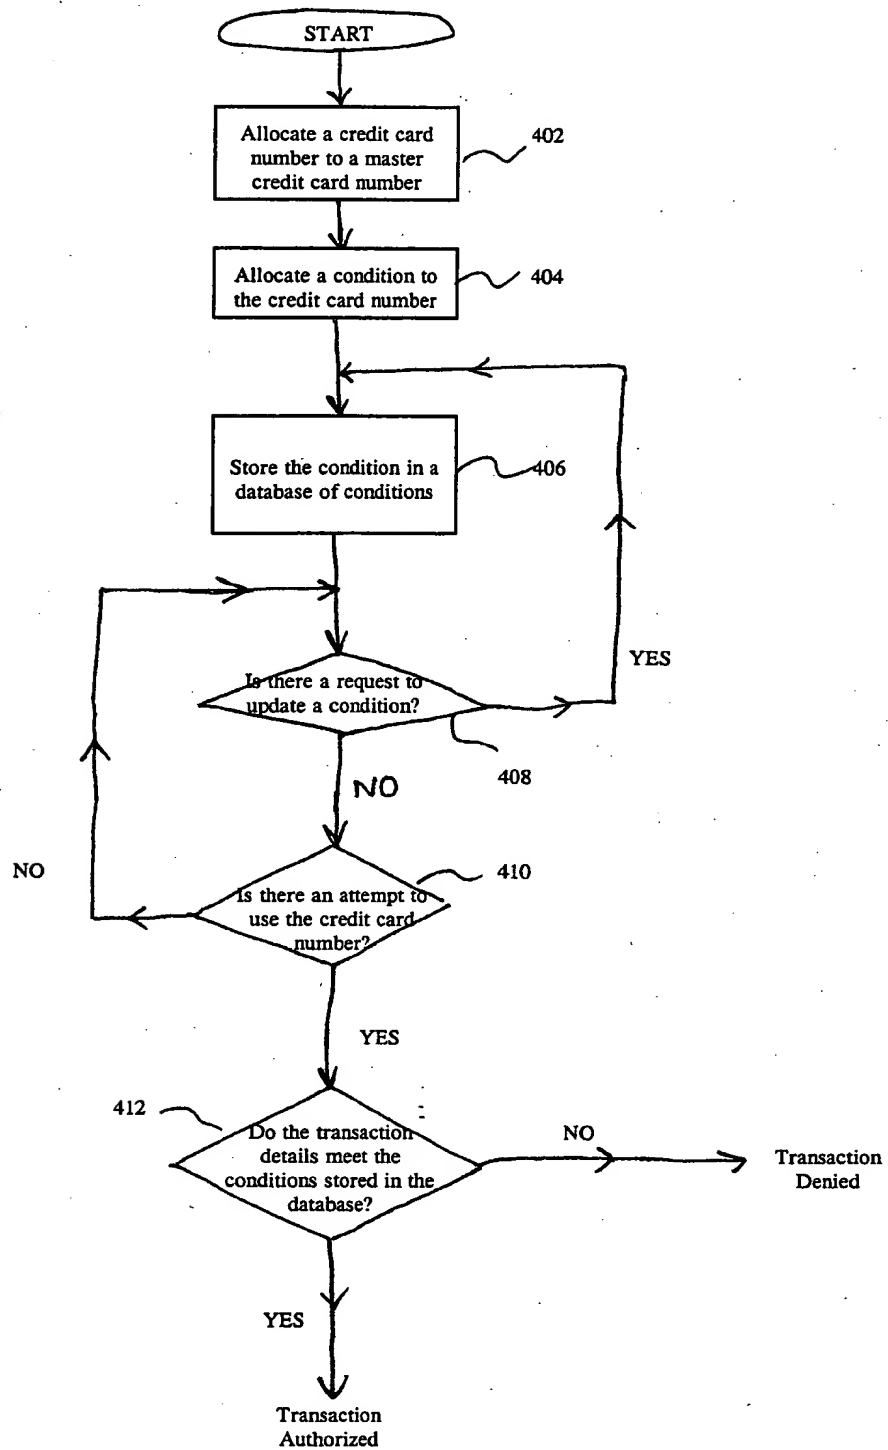 START
Allocate a credit card
number to a master
credit card number
402
Allocate a condition to
the credit card number
404
Store the condition in a
database of conditions
406
Is there a request to
update a condition?
YES
408
NO
Is there an attempt to
use the credit card
number?
410
NO
YES
412
Do the transaction
details meet the
conditions stored in the
database?
NO
Transaction
Denied
YES
Transaction
Authorized